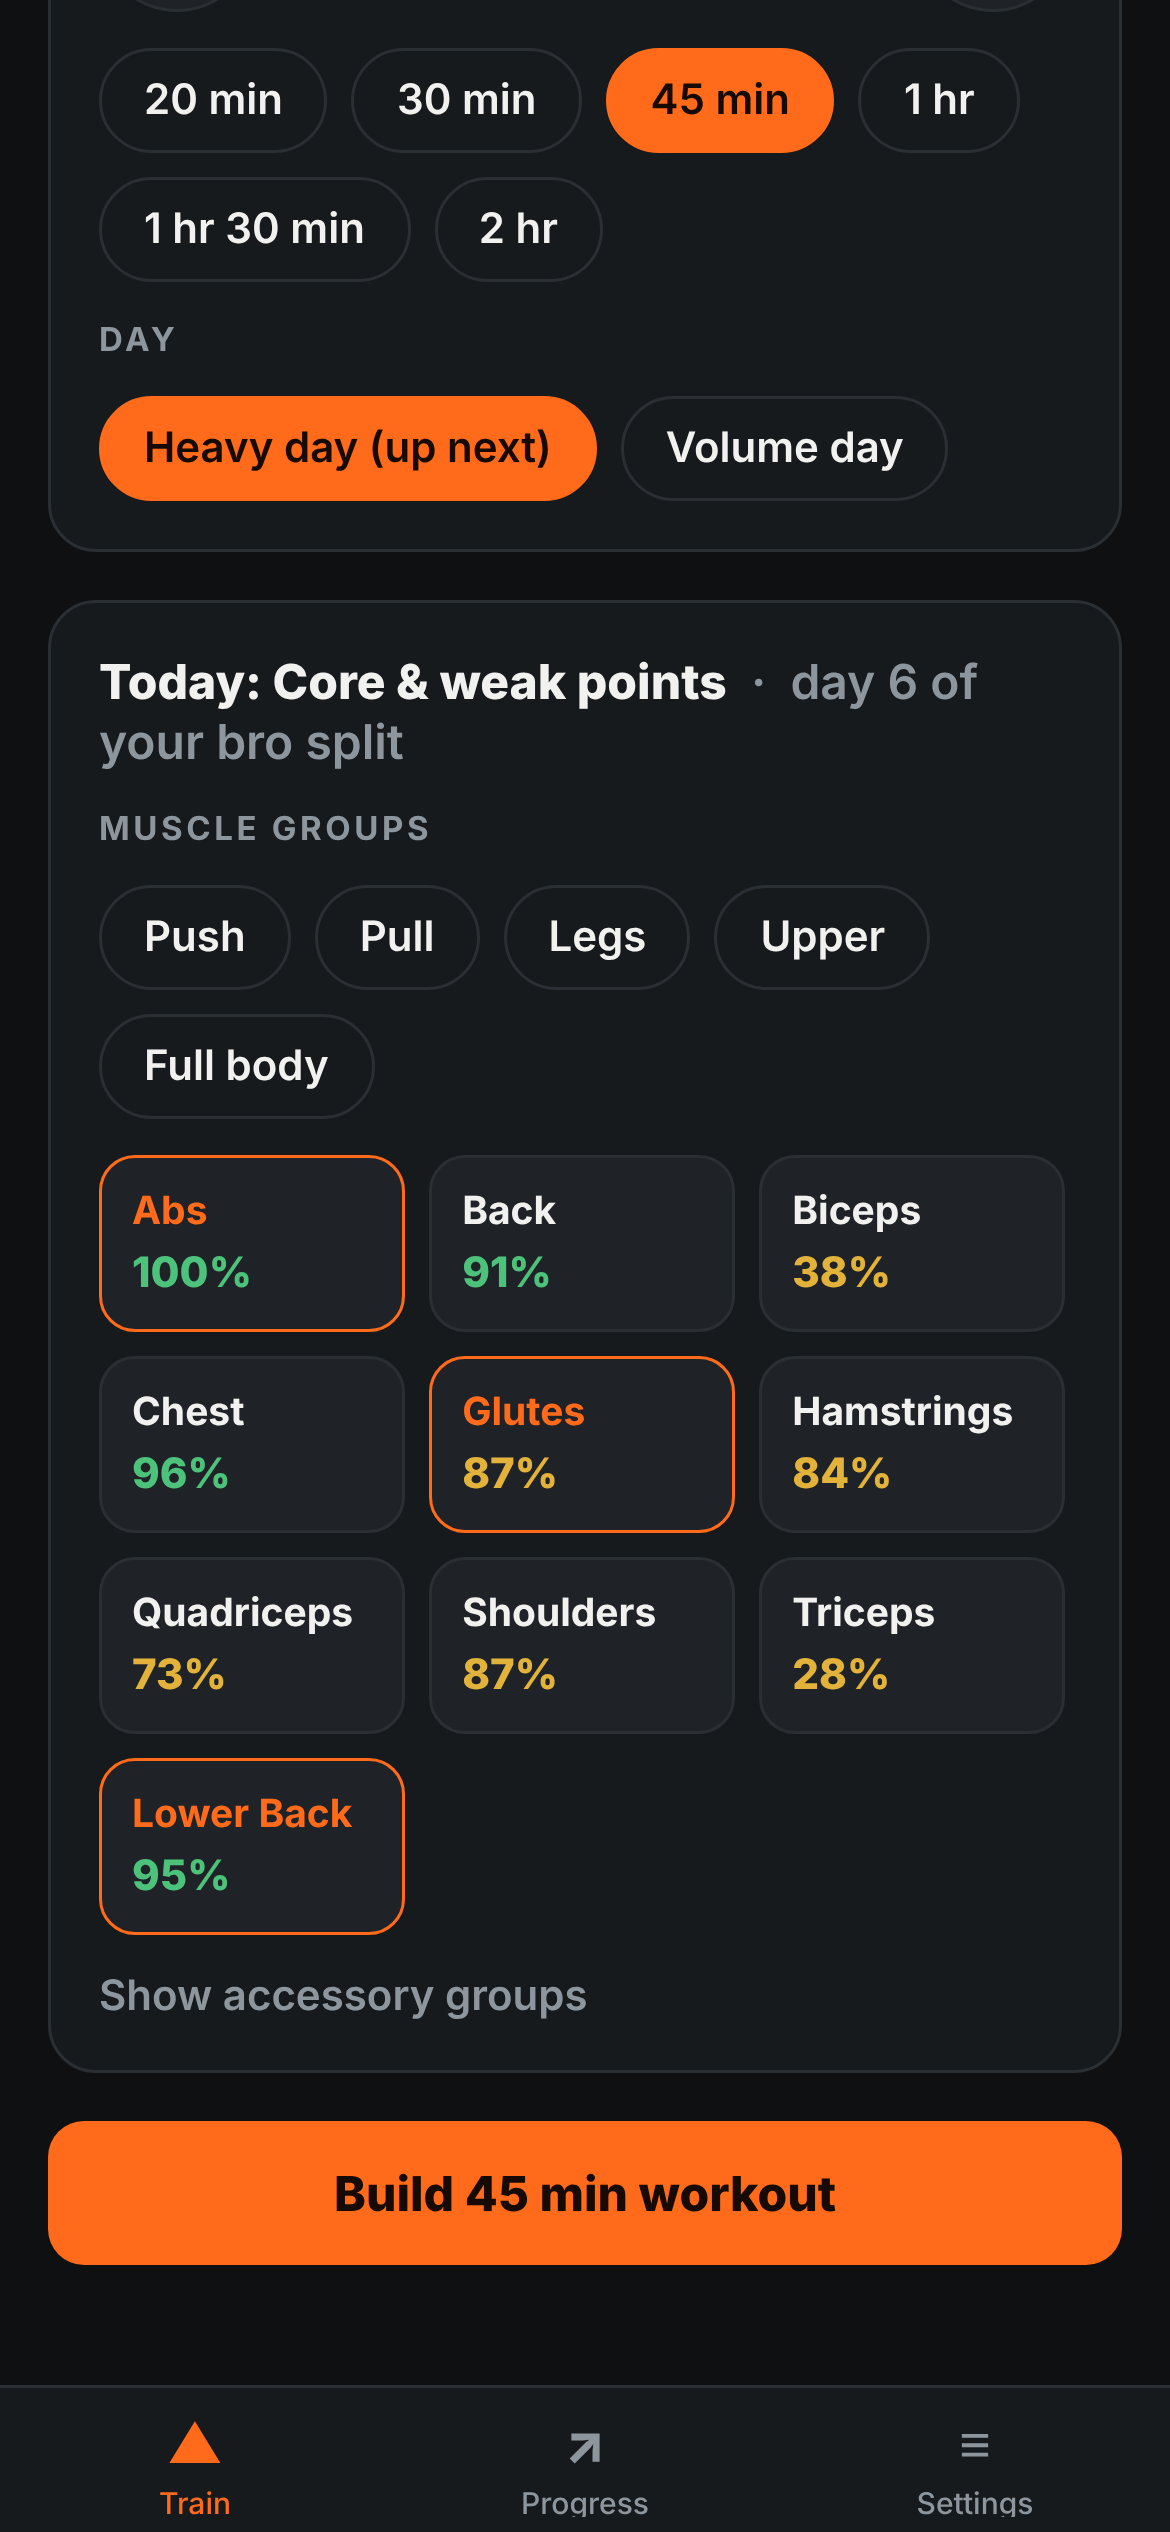 20 min
30 min
45 min
1 hr
1 hr 30 min
2 hr
DAY
Heavy day (up next)
Volume day
Today: Core & weak points · day 6 of
your bro split
MUSCLE GROUPS
Push
Pull
Legs
Upper
Full body
Abs
100%
Back
91%
Biceps
38%
Chest
96%
Glutes
87%
Hamstrings
84%
Quadriceps
73%
Shoulders
87%
Triceps
28%
Lower Back
95%
Show accessory groups
Build 45 min workout
Train
Progress
Settings